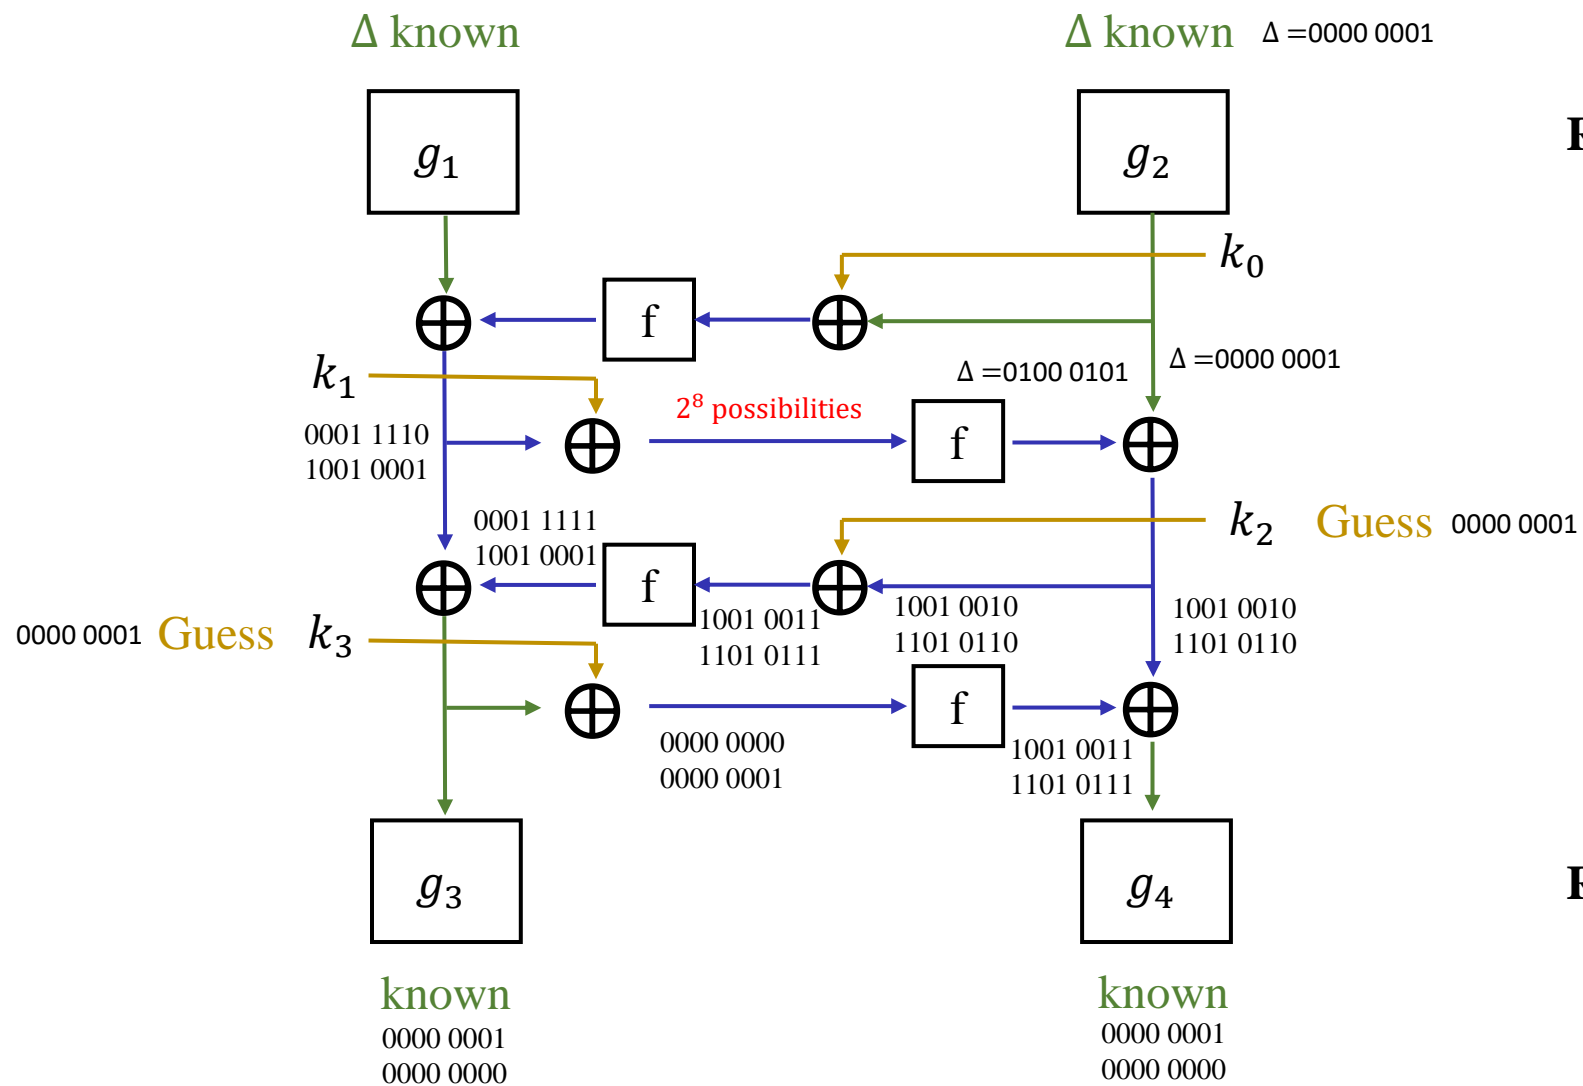 Δ known
Δ known
Δ =0000 0001
R
g₁
g₂
k₀
f
k₁
Δ =0100 0101
Δ =0000 0001
2⁸ possibilities
0001 1110
1001 0001
f
0001 1111
1001 0001
k₂
Guess
0000 0001
f
1001 0011
1101 0111
1001 0010
1101 0110
1001 0010
1101 0110
0000 0001
Guess
k₃
f
0000 0000
0000 0001
1001 0011
1101 0111
g₃
g₄
R
known
0000 0001
0000 0000
known
0000 0001
0000 0000